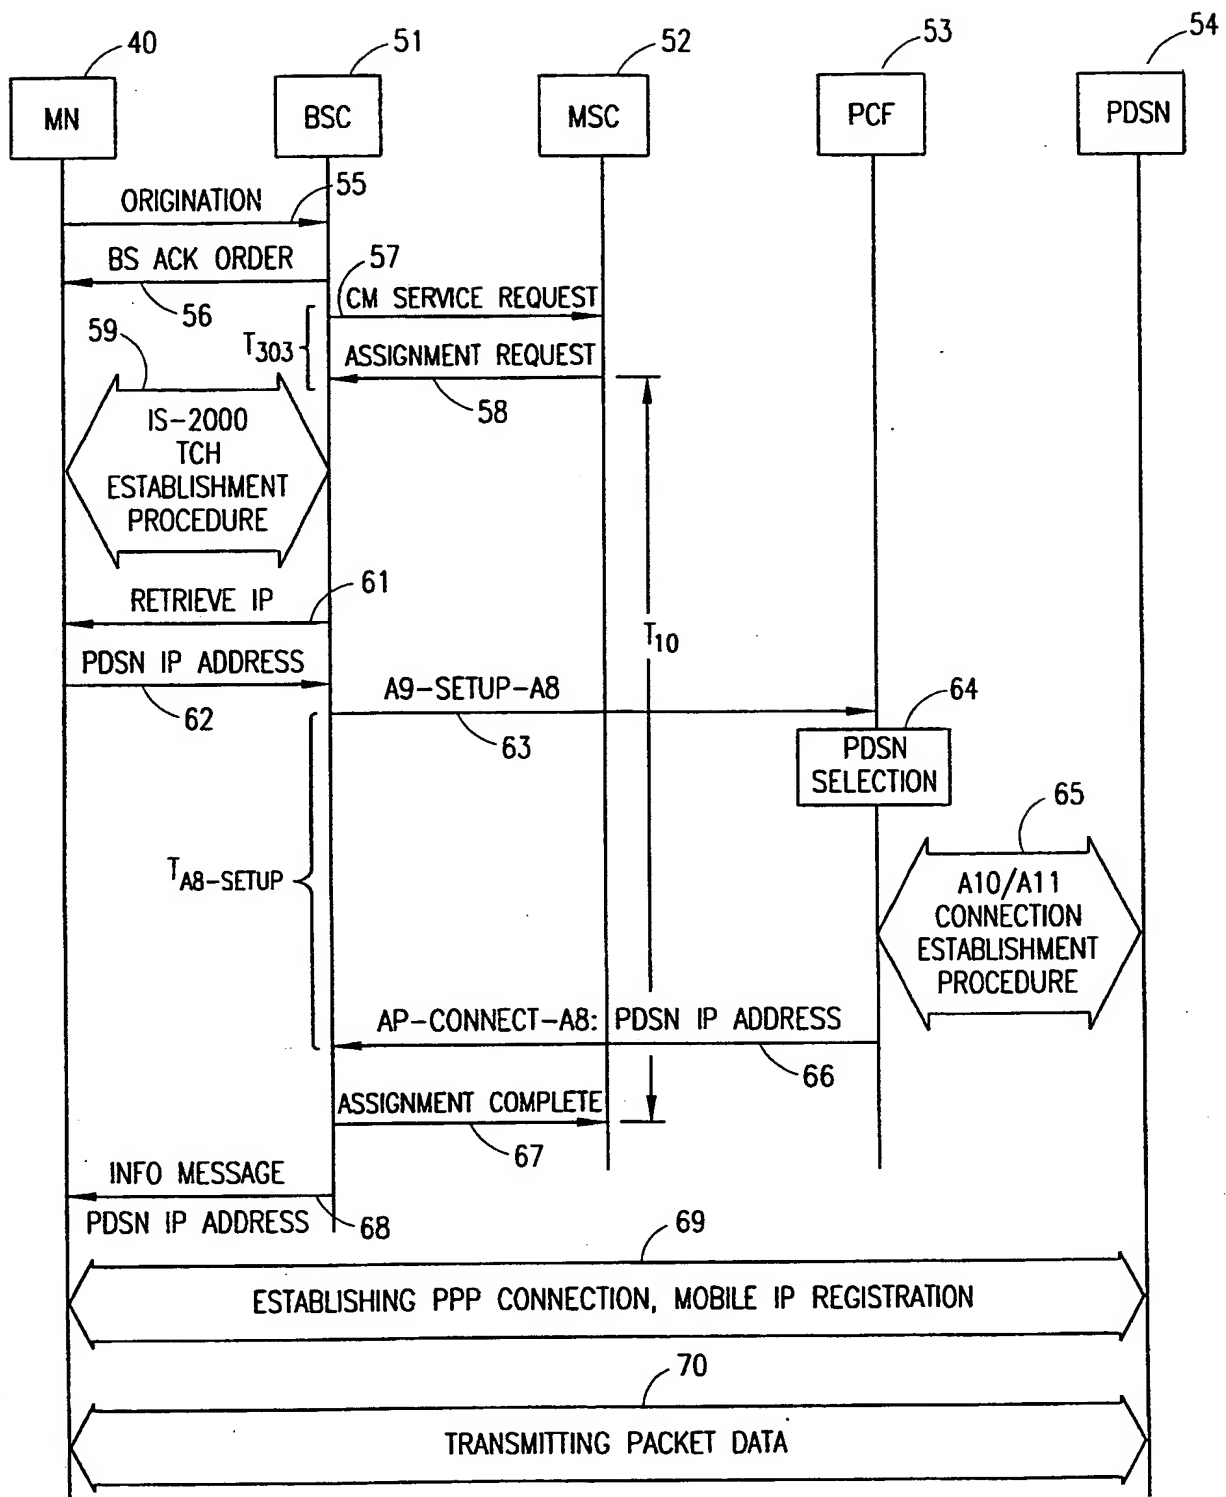 40
51
52
53
54
MN
BSC
MSC
PCF
PDSN
ORIGINATION
55
BS ACK ORDER
56
57
CM SERVICE REQUEST
T303
59
ASSIGNMENT REQUEST
58
IS-2000
TCH
ESTABLISHMENT
PROCEDURE
RETRIEVE IP
61
T10
PDSN IP ADDRESS
62
A9-SETUP-A8
63
64
PDSN
SELECTION
65
TA8-SETUP
A10/A11
CONNECTION
ESTABLISHMENT
PROCEDURE
AP-CONNECT-A8: PDSN IP ADDRESS
66
ASSIGNMENT COMPLETE
67
INFO MESSAGE
PDSN IP ADDRESS
68
69
ESTABLISHING PPP CONNECTION, MOBILE IP REGISTRATION
70
TRANSMITTING PACKET DATA